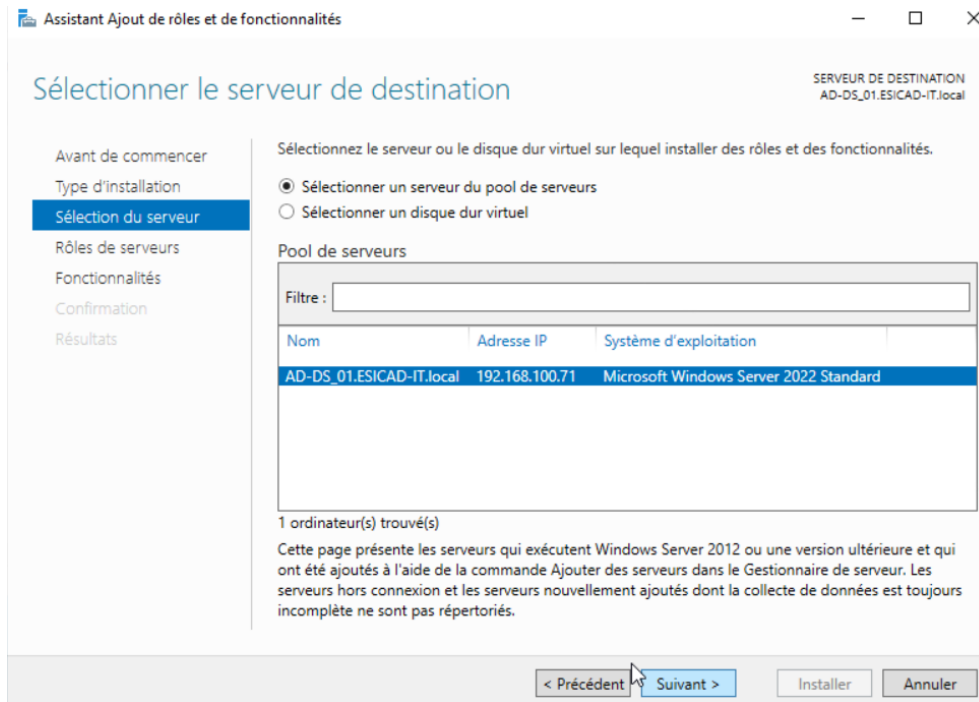 Assistant Ajout de rôles et de fonctionnalités
Sélectionner le serveur de destination
SERVEUR DE DESTINATION
AD-DS_01.ESICAD-IT.local
Avant de commencer
Type d'installation
Sélection du serveur
Rôles de serveurs
Fonctionnalités
Confirmation
Résultats
Sélectionnez le serveur ou le disque dur virtuel sur lequel installer des rôles et des fonctionnalités.
Sélectionner un serveur du pool de serveurs
Sélectionner un disque dur virtuel
Pool de serveurs
Filtre :
Nom Adresse IP Système d'exploitation
AD-DS_01.ESICAD-IT.local 192.168.100.71 Microsoft Windows Server 2022 Standard
1 ordinateur(s) trouvé(s)
Cette page présente les serveurs qui exécutent Windows Server 2012 ou une version ultérieure et qui
ont été ajoutés à l'aide de la commande Ajouter des serveurs dans le Gestionnaire de serveur. Les
serveurs hors connexion et les serveurs nouvellement ajoutés dont la collecte de données est toujours
incomplète ne sont pas répertoriés.
< Précédent Suivant > Installer Annuler